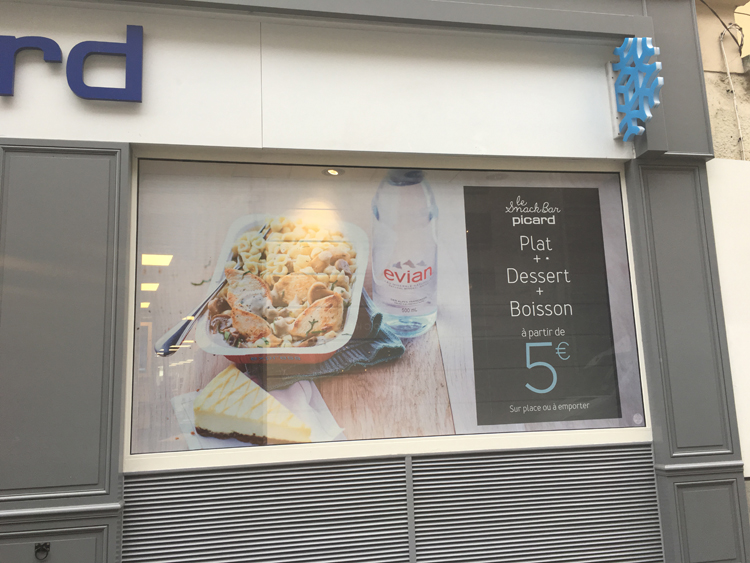 rd
evian
le
Snack Bar
picard
Plat
+
Dessert
+
Boisson
à partir de
5€
Sur place ou à emporter